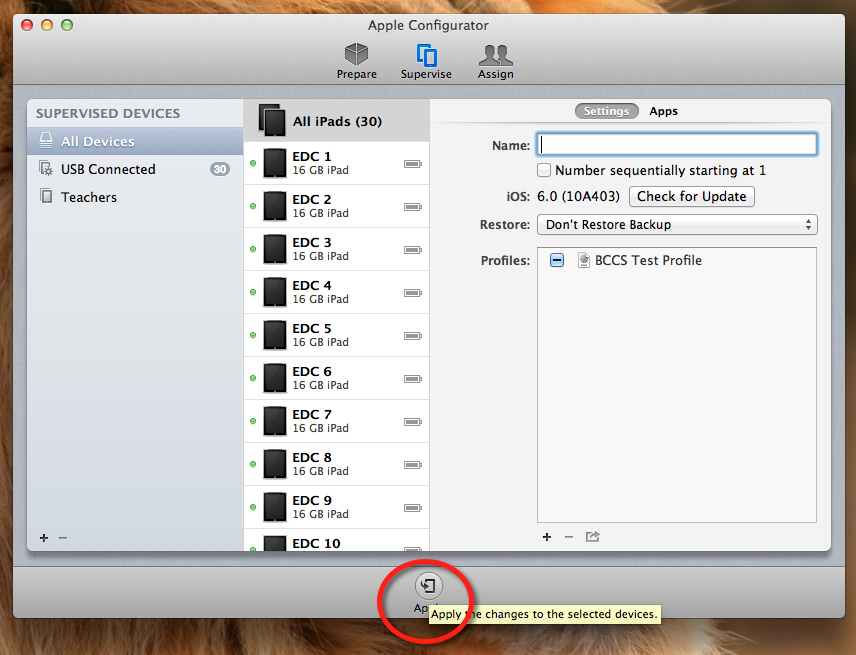 Apple Configurator
Prepare
Supervise
Assign
SUPERVISED DEVICES
All Devices
USB Connected
30
Teachers
All iPads (30)
EDC 1
16 GB iPad
EDC 2
16 GB iPad
EDC 3
16 GB iPad
EDC 4
16 GB iPad
EDC 5
16 GB iPad
EDC 6
16 GB iPad
EDC 7
16 GB iPad
EDC 8
16 GB iPad
EDC 9
16 GB iPad
EDC 10
Settings
Apps
Name:
Number sequentially starting at 1
iOS: 6.0 (10A403) Check for Update
Restore: Don't Restore Backup
Profiles: BCCS Test Profile
Apply the changes to the selected devices.